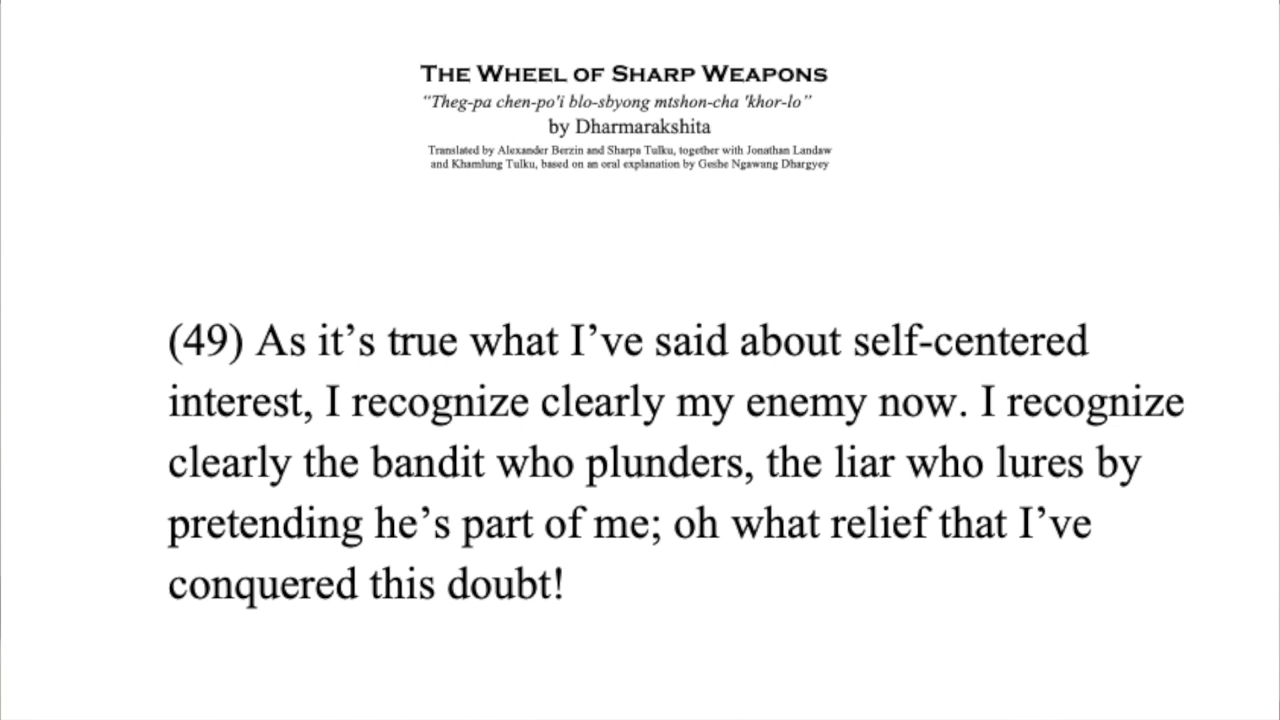 THE WHEEL OF SHARP WEAPONS
“Theg-pa chen-po'i blo-sbyong mtshon-cha 'khor-lo”
by Dharmarakshita
Translated by Alexander Berzin and Sharpa Tulku, together with Jonathan Landaw
and Khamlung Tulku, based on an oral explanation by Geshe Ngawang Dhargyey
(49) As it’s true what I’ve said about self-centered
interest, I recognize clearly my enemy now. I recognize
clearly the bandit who plunders, the liar who lures by
pretending he’s part of me; oh what relief that I’ve
conquered this doubt!